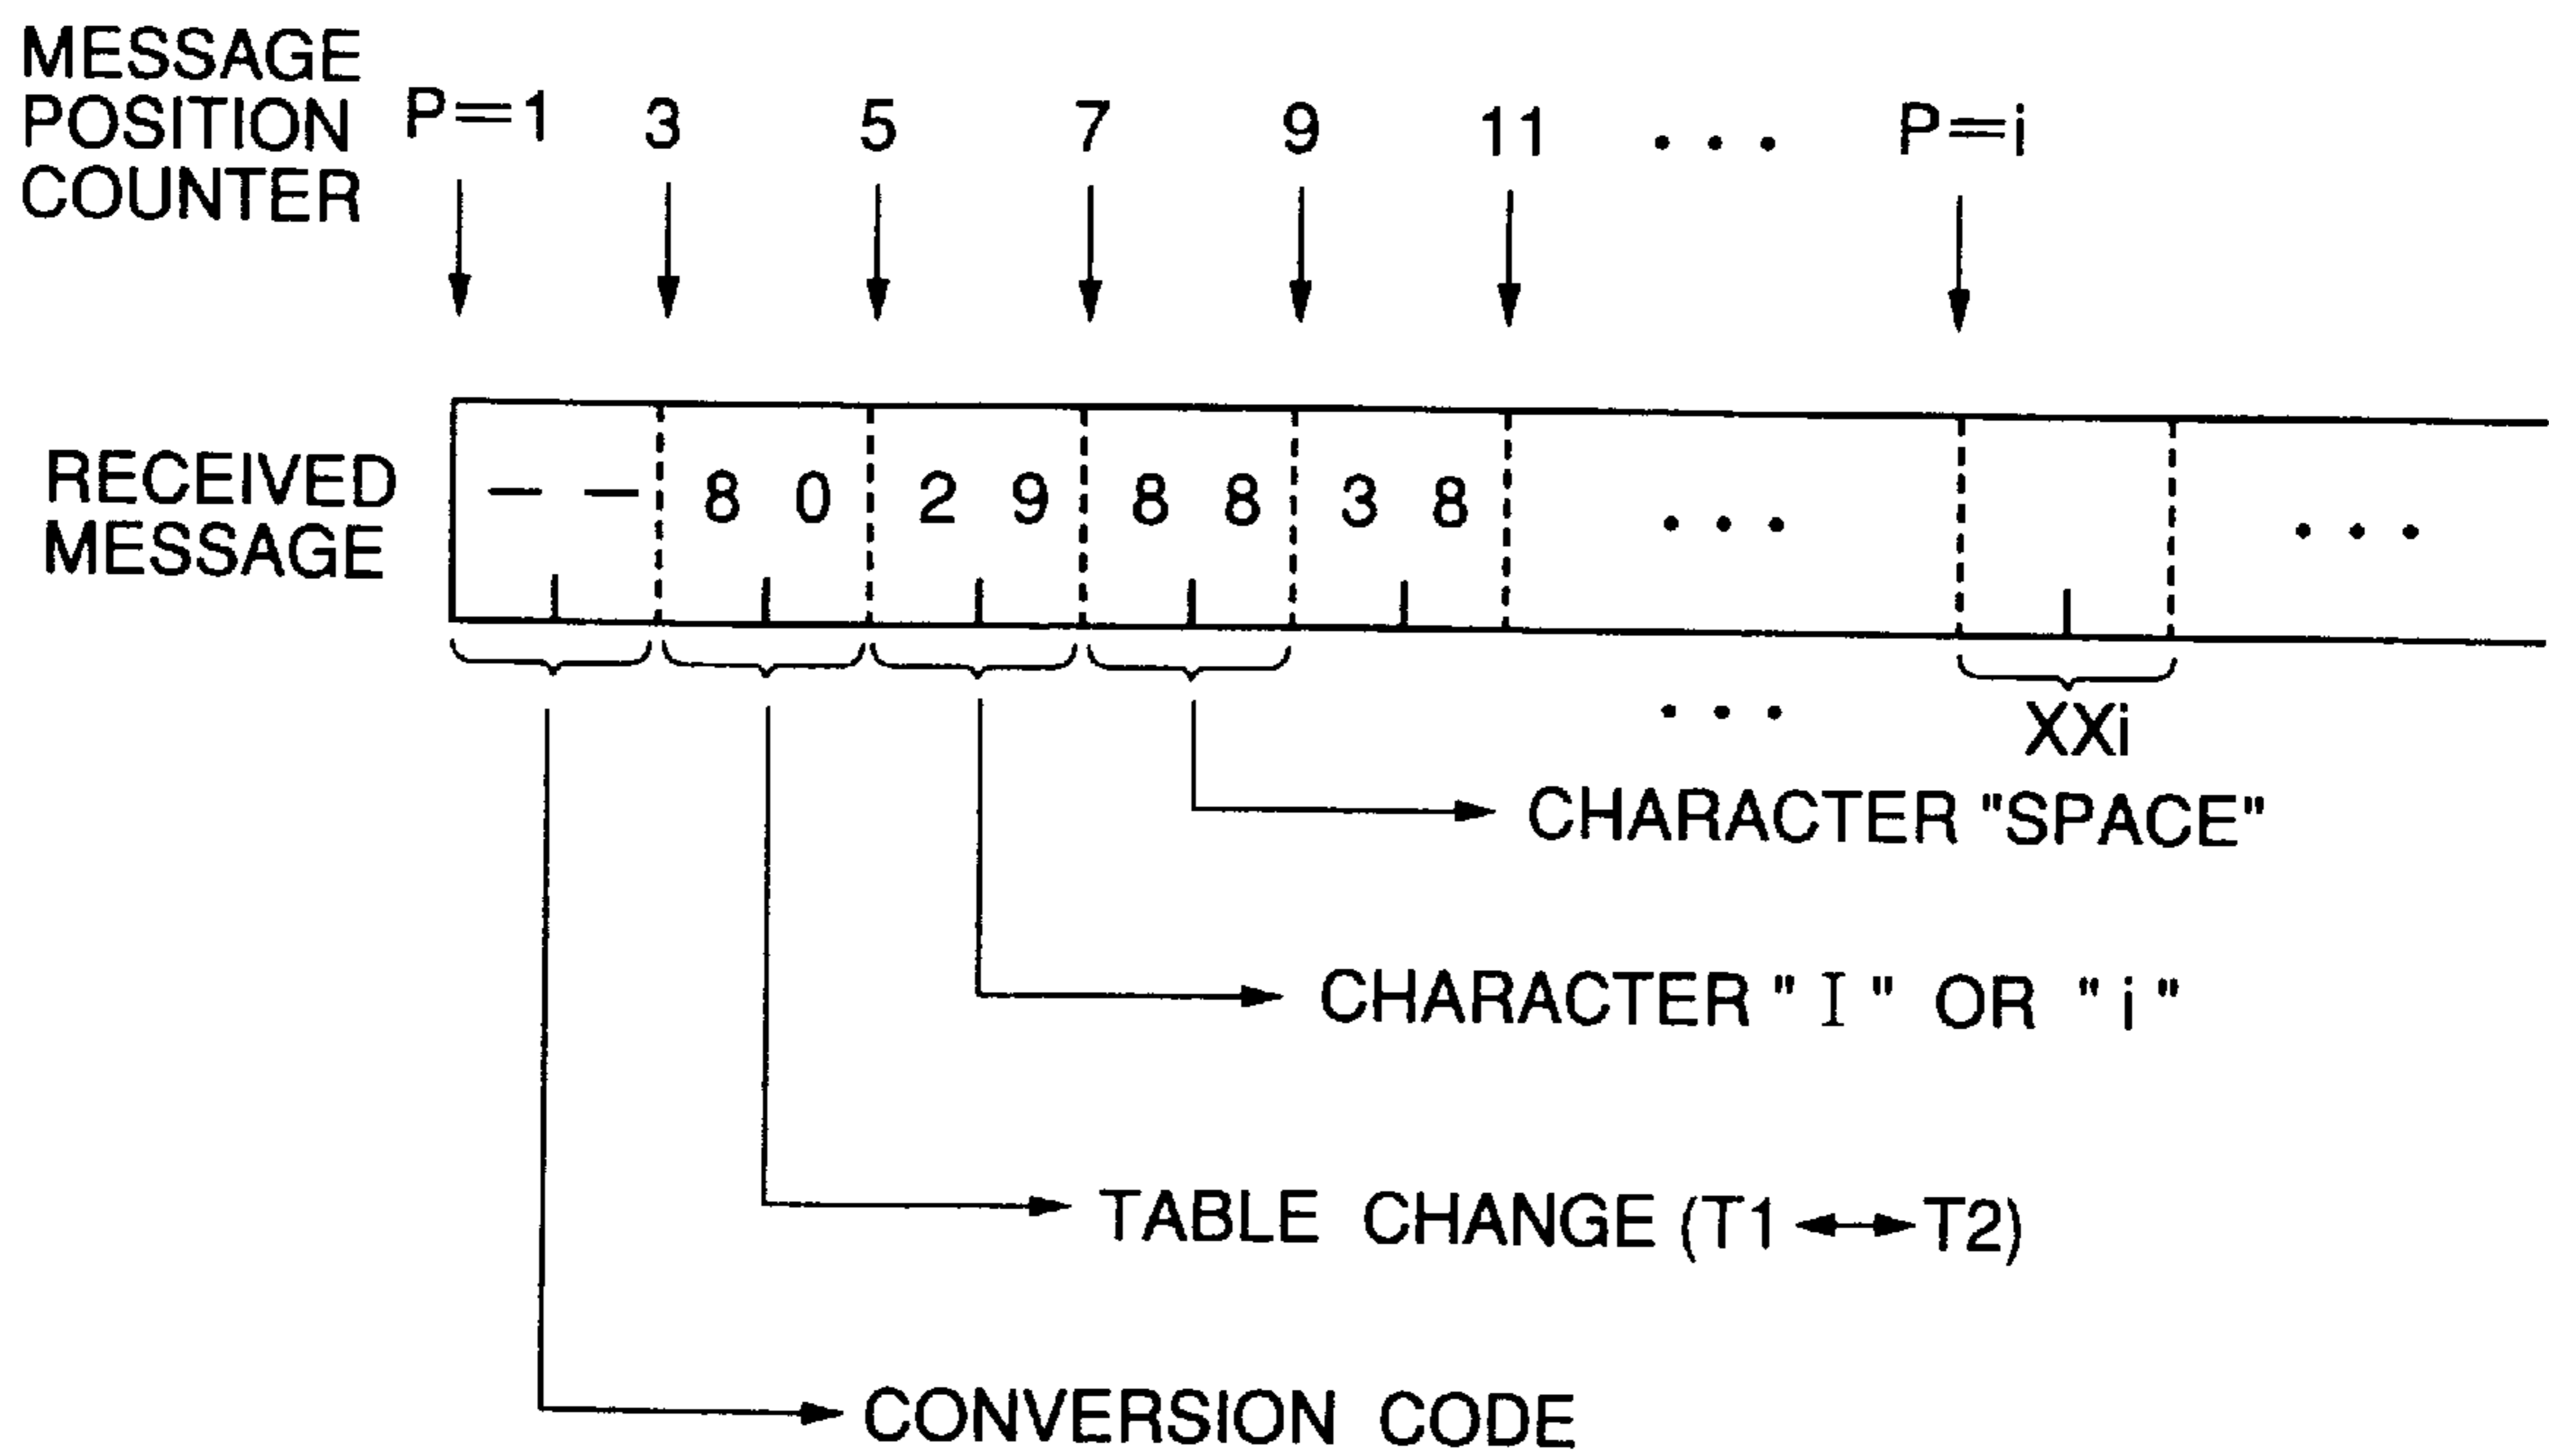 MESSAGE
POSITION
COUNTER
P=1 3 5 7 9 11 • • • P=i
RECEIVED
MESSAGE
— — 8 0 2 9 8 8 3 8 • • • • • •
• • • XXi
CHARACTER "SPACE"
CHARACTER "I" OR "i"
TABLE CHANGE (T1 ↔ T2)
CONVERSION CODE